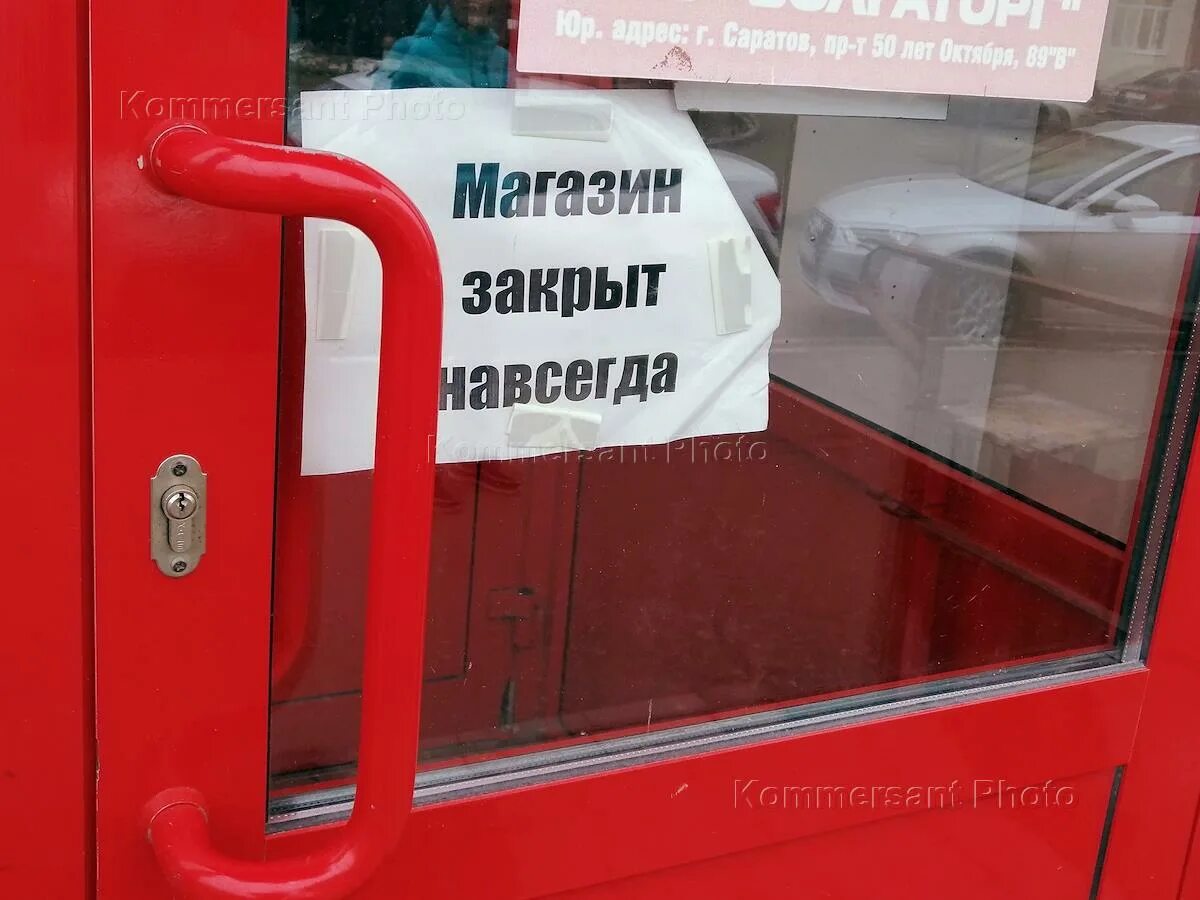 Юр. адрес: г. Саратов, пр-т 50 лет Октября, 89"В"
Kommersant Photo
Магазин
закрыт
навсегда
Kommersant Photo
Kommersant Photo